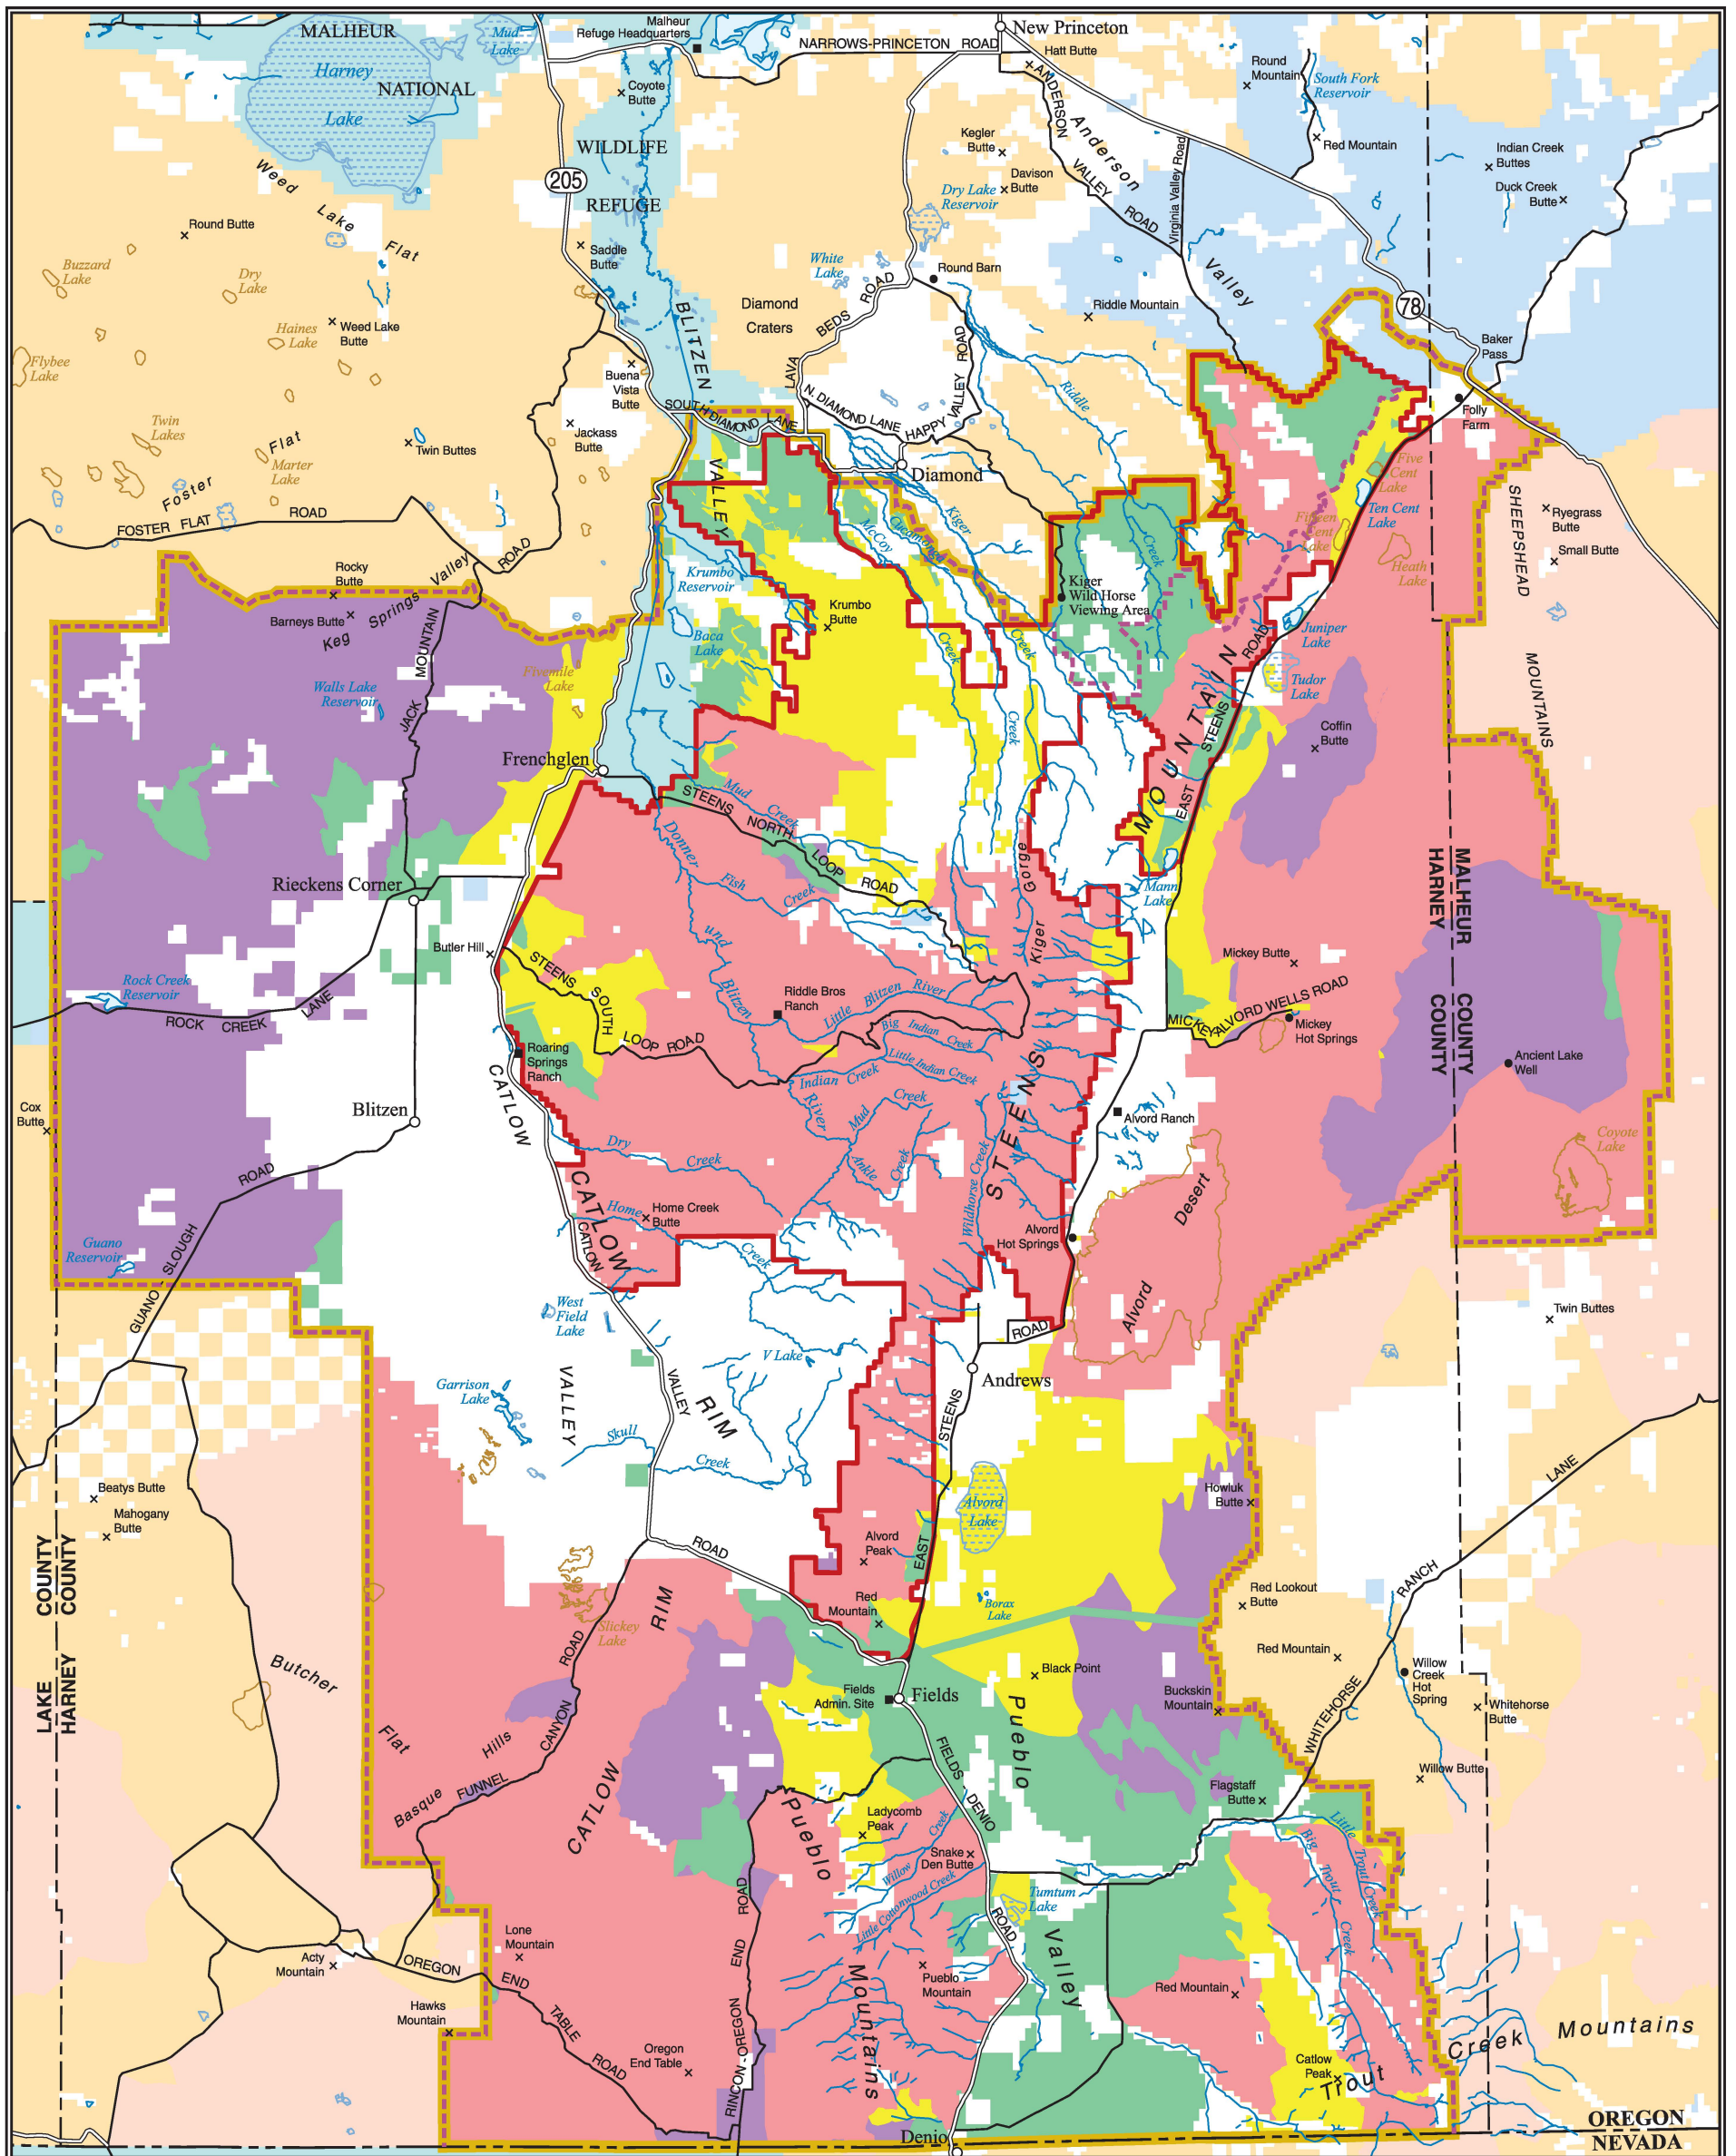 MALHEUR
Harney
NATIONAL
Lake
Mud
Lake
Malheur
Refuge Headquarters
NARROWS-PRINCETON ROAD
New Princeton
Hatt Butte
Coyote
Butte
WILDLIFE
205
REFUGE
Saddle
Butte
Kegler
Butte
Davison
Butte
Dry Lake
Reservoir
ANDERSON
VALLEY
ROAD
Anderson
Valley
Virginia Valley Road
Round
Mountain
South Fork
Reservoir
Red Mountain
Indian Creek
Buttes
Duck Creek
Butte
Weed
Lake
Flat
Round Butte
Buzzard
Lake
Dry
Lake
Haines
Lake
Weed Lake
Butte
Flybee
Lake
Twin
Lakes
Flat
Marter
Lake
Foster
Twin Buttes
FOSTER FLAT
ROAD
White
Lake
Diamond
Craters
BLITZEN
VALLEY
LAVA
BEDS
ROAD
Round Barn
Riddle Mountain
78
Baker
Pass
Folly
Farm
Buena
Vista
Butte
Jackass
Butte
SOUTH DIAMOND
LANE
N. DIAMOND LANE
HAPPY
VALLEY
ROAD
Diamond
Riddle
Creek
McCoy
Creek
Cucamonga
Creek
Kiger
Creek
Five
Cent
Lake
Ten Cent
Lake
Fifteen
Cent
Lake
Heath
Lake
SHEEPSHEAD
MOUNTAINS
Ryegrass
Butte
Small Butte
Rocky
Butte
Barneys Butte
Keg
Springs
Valley
ROAD
MOUNTAIN
JACK
Walls Lake
Reservoir
Fivemile
Lake
Krumbo
Reservoir
Krumbo
Butte
Baca
Lake
Kiger
Wild Horse
Viewing Area
Juniper
Lake
Tudor
Lake
Coffin
Butte
ROAD
STEENS
EAST
MOUNTAIN
STEENS
Frenchglen
STEENS
NORTH
LOOP
ROAD
Mud
Creek
Donner
und
Blitzen
River
Fish
Creek
Gorge
Kiger
Mann
Lake
Rieckens Corner
Butler Hill
STEENS
SOUTH
LOOP ROAD
Riddle Bros
Ranch
Little Blitzen River
Big Indian
Creek
Little Indian Creek
Indian Creek
Mickey Butte
MICKEY
ALVORD WELLS ROAD
Mickey
Hot Springs
MALHEUR COUNTY
HARNEY COUNTY
Ancient Lake
Well
Rock Creek
Reservoir
ROCK CREEK
LANE
Roaring
Springs
Ranch
CATLOW
VALLEY
Blitzen
Cox
Butte
ROAD
GUANO - SLOUGH
Guano
Reservoir
Dry
Creek
Mud
Creek
Ankle
Creek
Wildhorse Creek
Alvord Ranch
Coyote
Lake
CATLOW
RIM
Home
Creek
Home Creek
Butte
CATLOW
VALLEY
ROAD
Alvord
Hot Springs
Alvord
Desert
West
Field
Lake
V Lake
ROAD
Andrews
Twin Buttes
Garrison
Lake
Skull
Creek
STEENS
EAST
Alvord
Lake
Howluk
Butte
Beatys Butte
Mahogany
Butte
LAKE COUNTY
HARNEY COUNTY
Alvord
Peak
Red
Mountain
Borax
Lake
Red Lookout
Butte
Red Mountain
LANE
RANCH
WHITEHORSE
Slickey
Lake
RIM
CATLOW
Butcher
Flat
Basque
Hills
ROAD
CANYON
FUNNEL
Fields
Admin. Site
Fields
Black Point
Buckskin
Mountain
Willow
Creek
Hot
Spring
Whitehorse
Butte
Willow Butte
Flagstaff
Butte
Pueblo
Valley
Pueblo
Mountains
FIELDS
DENIO
ROAD
Ladycomb
Peak
Creek
Willow
Snake
Den Butte
Little Cottonwood Creek
Tumtum
Lake
Little
Trout Creek
Big
Trout
Creek
Lone
Mountain
Acty
Mountain
OREGON
END
TABLE
ROAD
Hawks
Mountain
Oregon
End Table
ROAD
END
RINCON-OREGON
Pueblo
Mountain
Red Mountain
Catlow
Peak
Trout
Creek
Mountains
Denio
OREGON
NEVADA